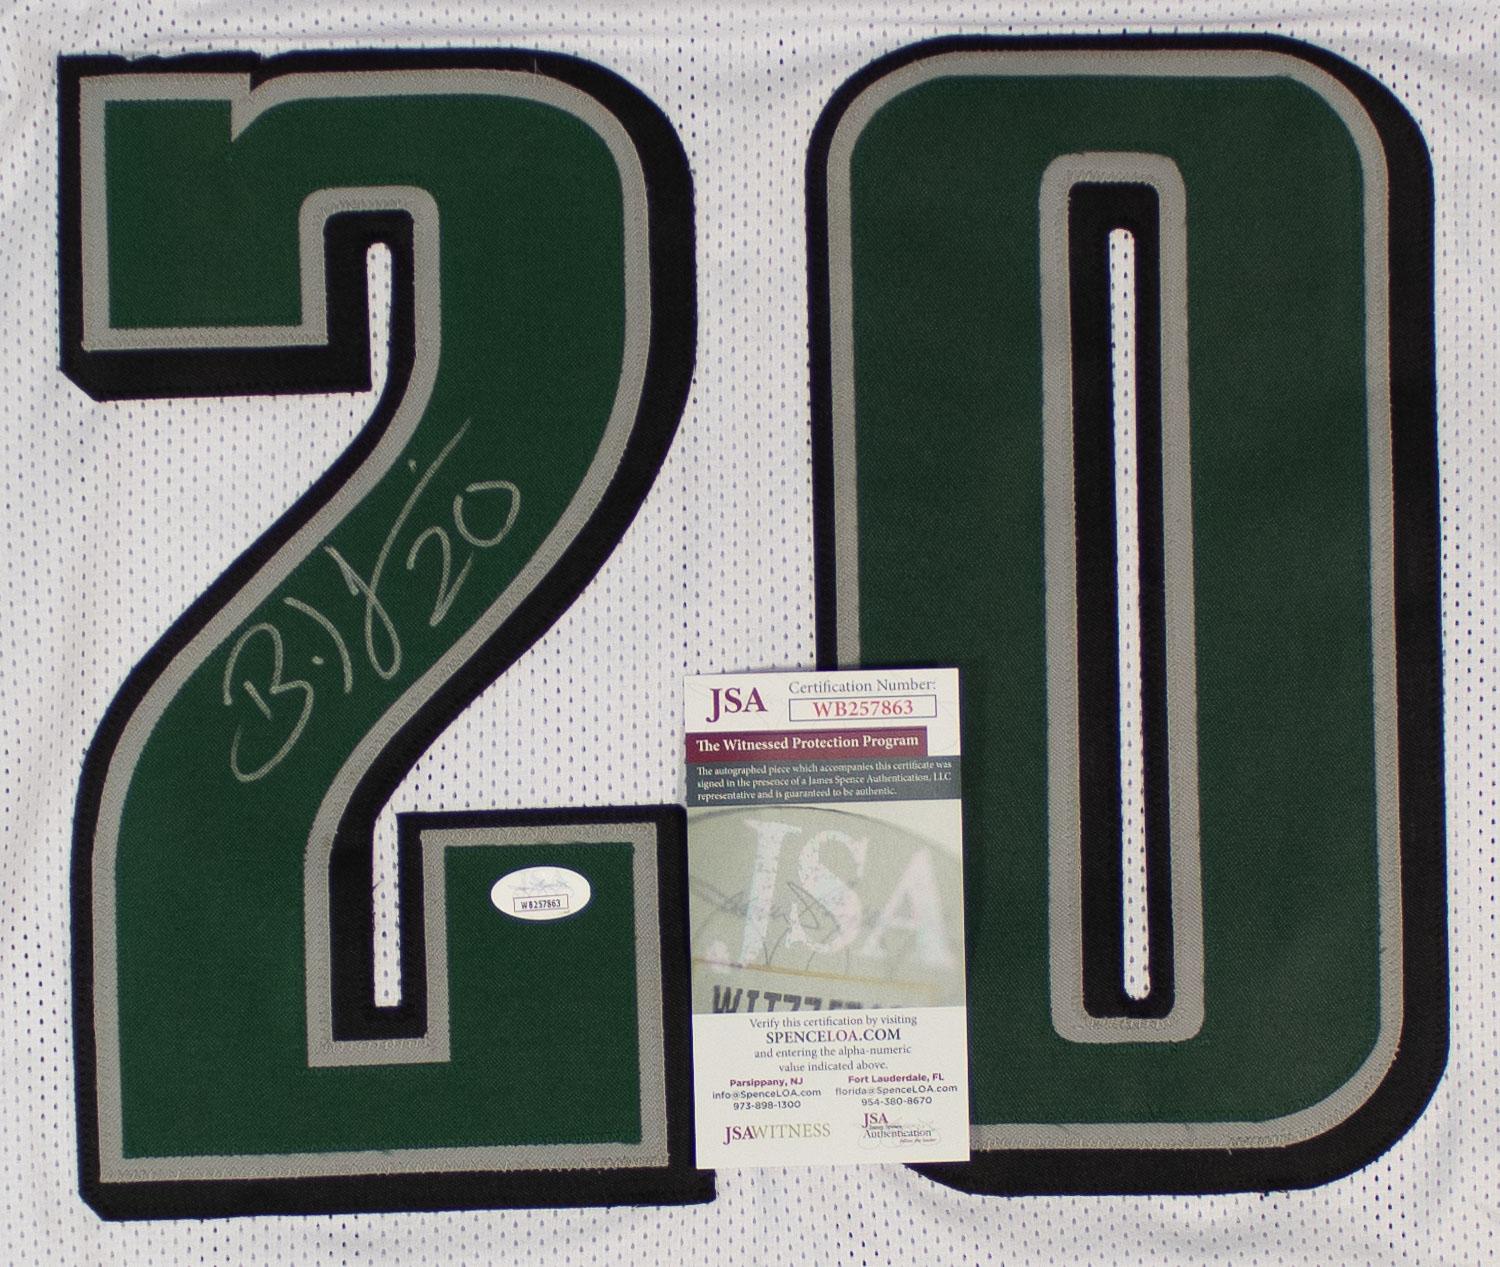 20
20
WB257863
JSA
Certification Number:
WB257863
The Witnessed Protection Program
The autographed piece which accompanies this certificate was
signed in the presence of a James Spence Authentication, LLC
representative and is guaranteed to be authentic.
JSA
Verify this certification by visiting
SPENCELOA.COM
and entering the alpha-numeric
value indicated above.
Parsippany, NJ
info@SpenceLOA.com
973-898-1300
Fort Lauderdale, FL
florida@SpenceLOA.com
954-380-8670
JSAWITNESS
JSA
Authentication